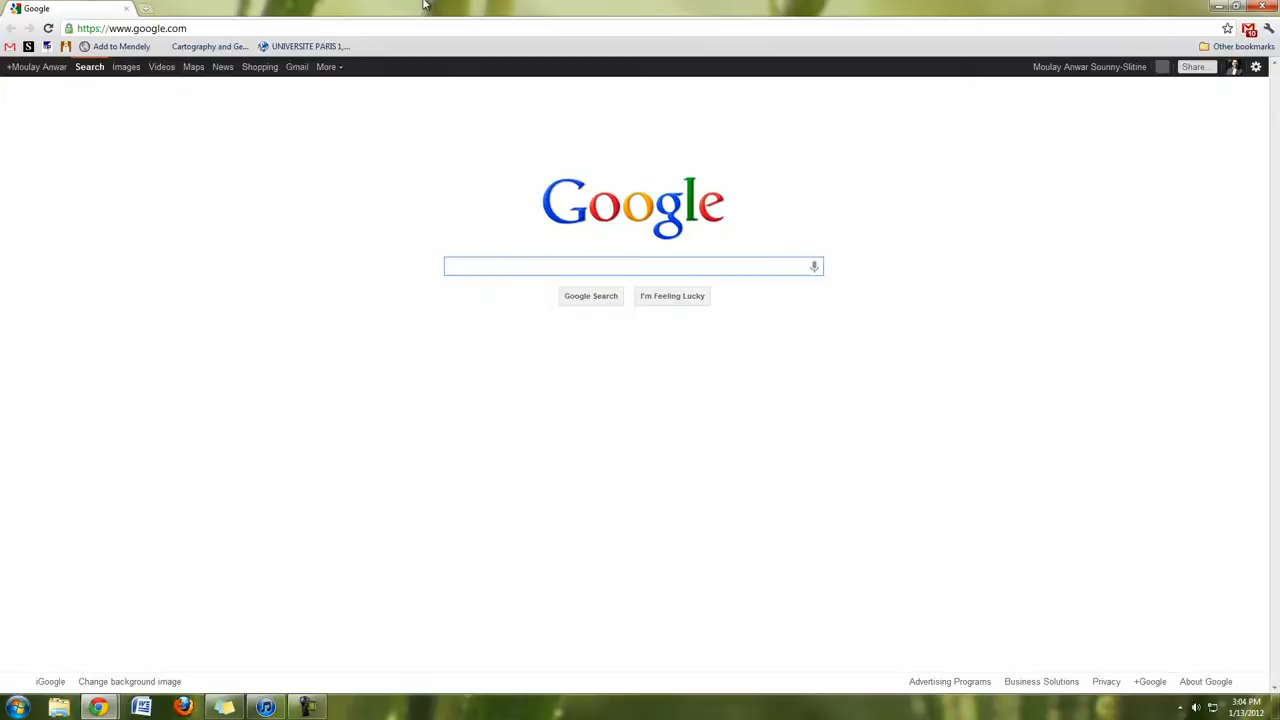 Google
https://www.google.com
Add to Mendely Cartography and Ge... UNIVERSITE PARIS 1,... Other bookmarks
+Moulay Anwar Search Images Videos Maps News Shopping Gmail More Moulay Anwar Sounny-Slitine Share...
Google
Google Search I'm Feeling Lucky
iGoogle Change background image Advertising Programs Business Solutions Privacy +Google About Google
3:04 PM
1/13/2012